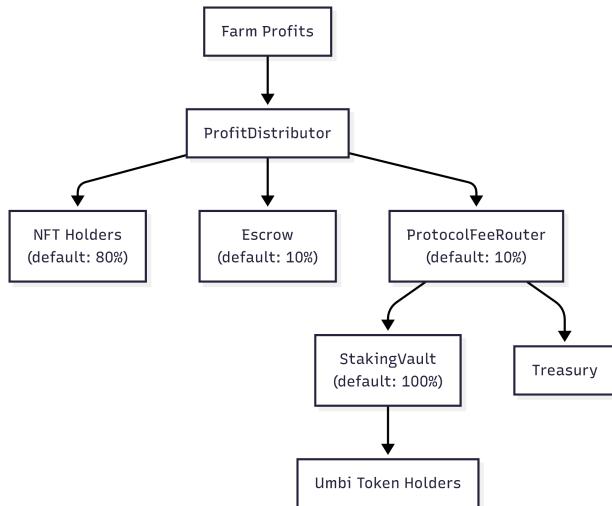 Farm Profits
ProfitDistributor
NFT Holders
(default: 80%)
Escrow
(default: 10%)
ProtocolFeeRouter
(default: 10%)
StakingVault
(default: 100%)
Treasury
Umbi Token Holders